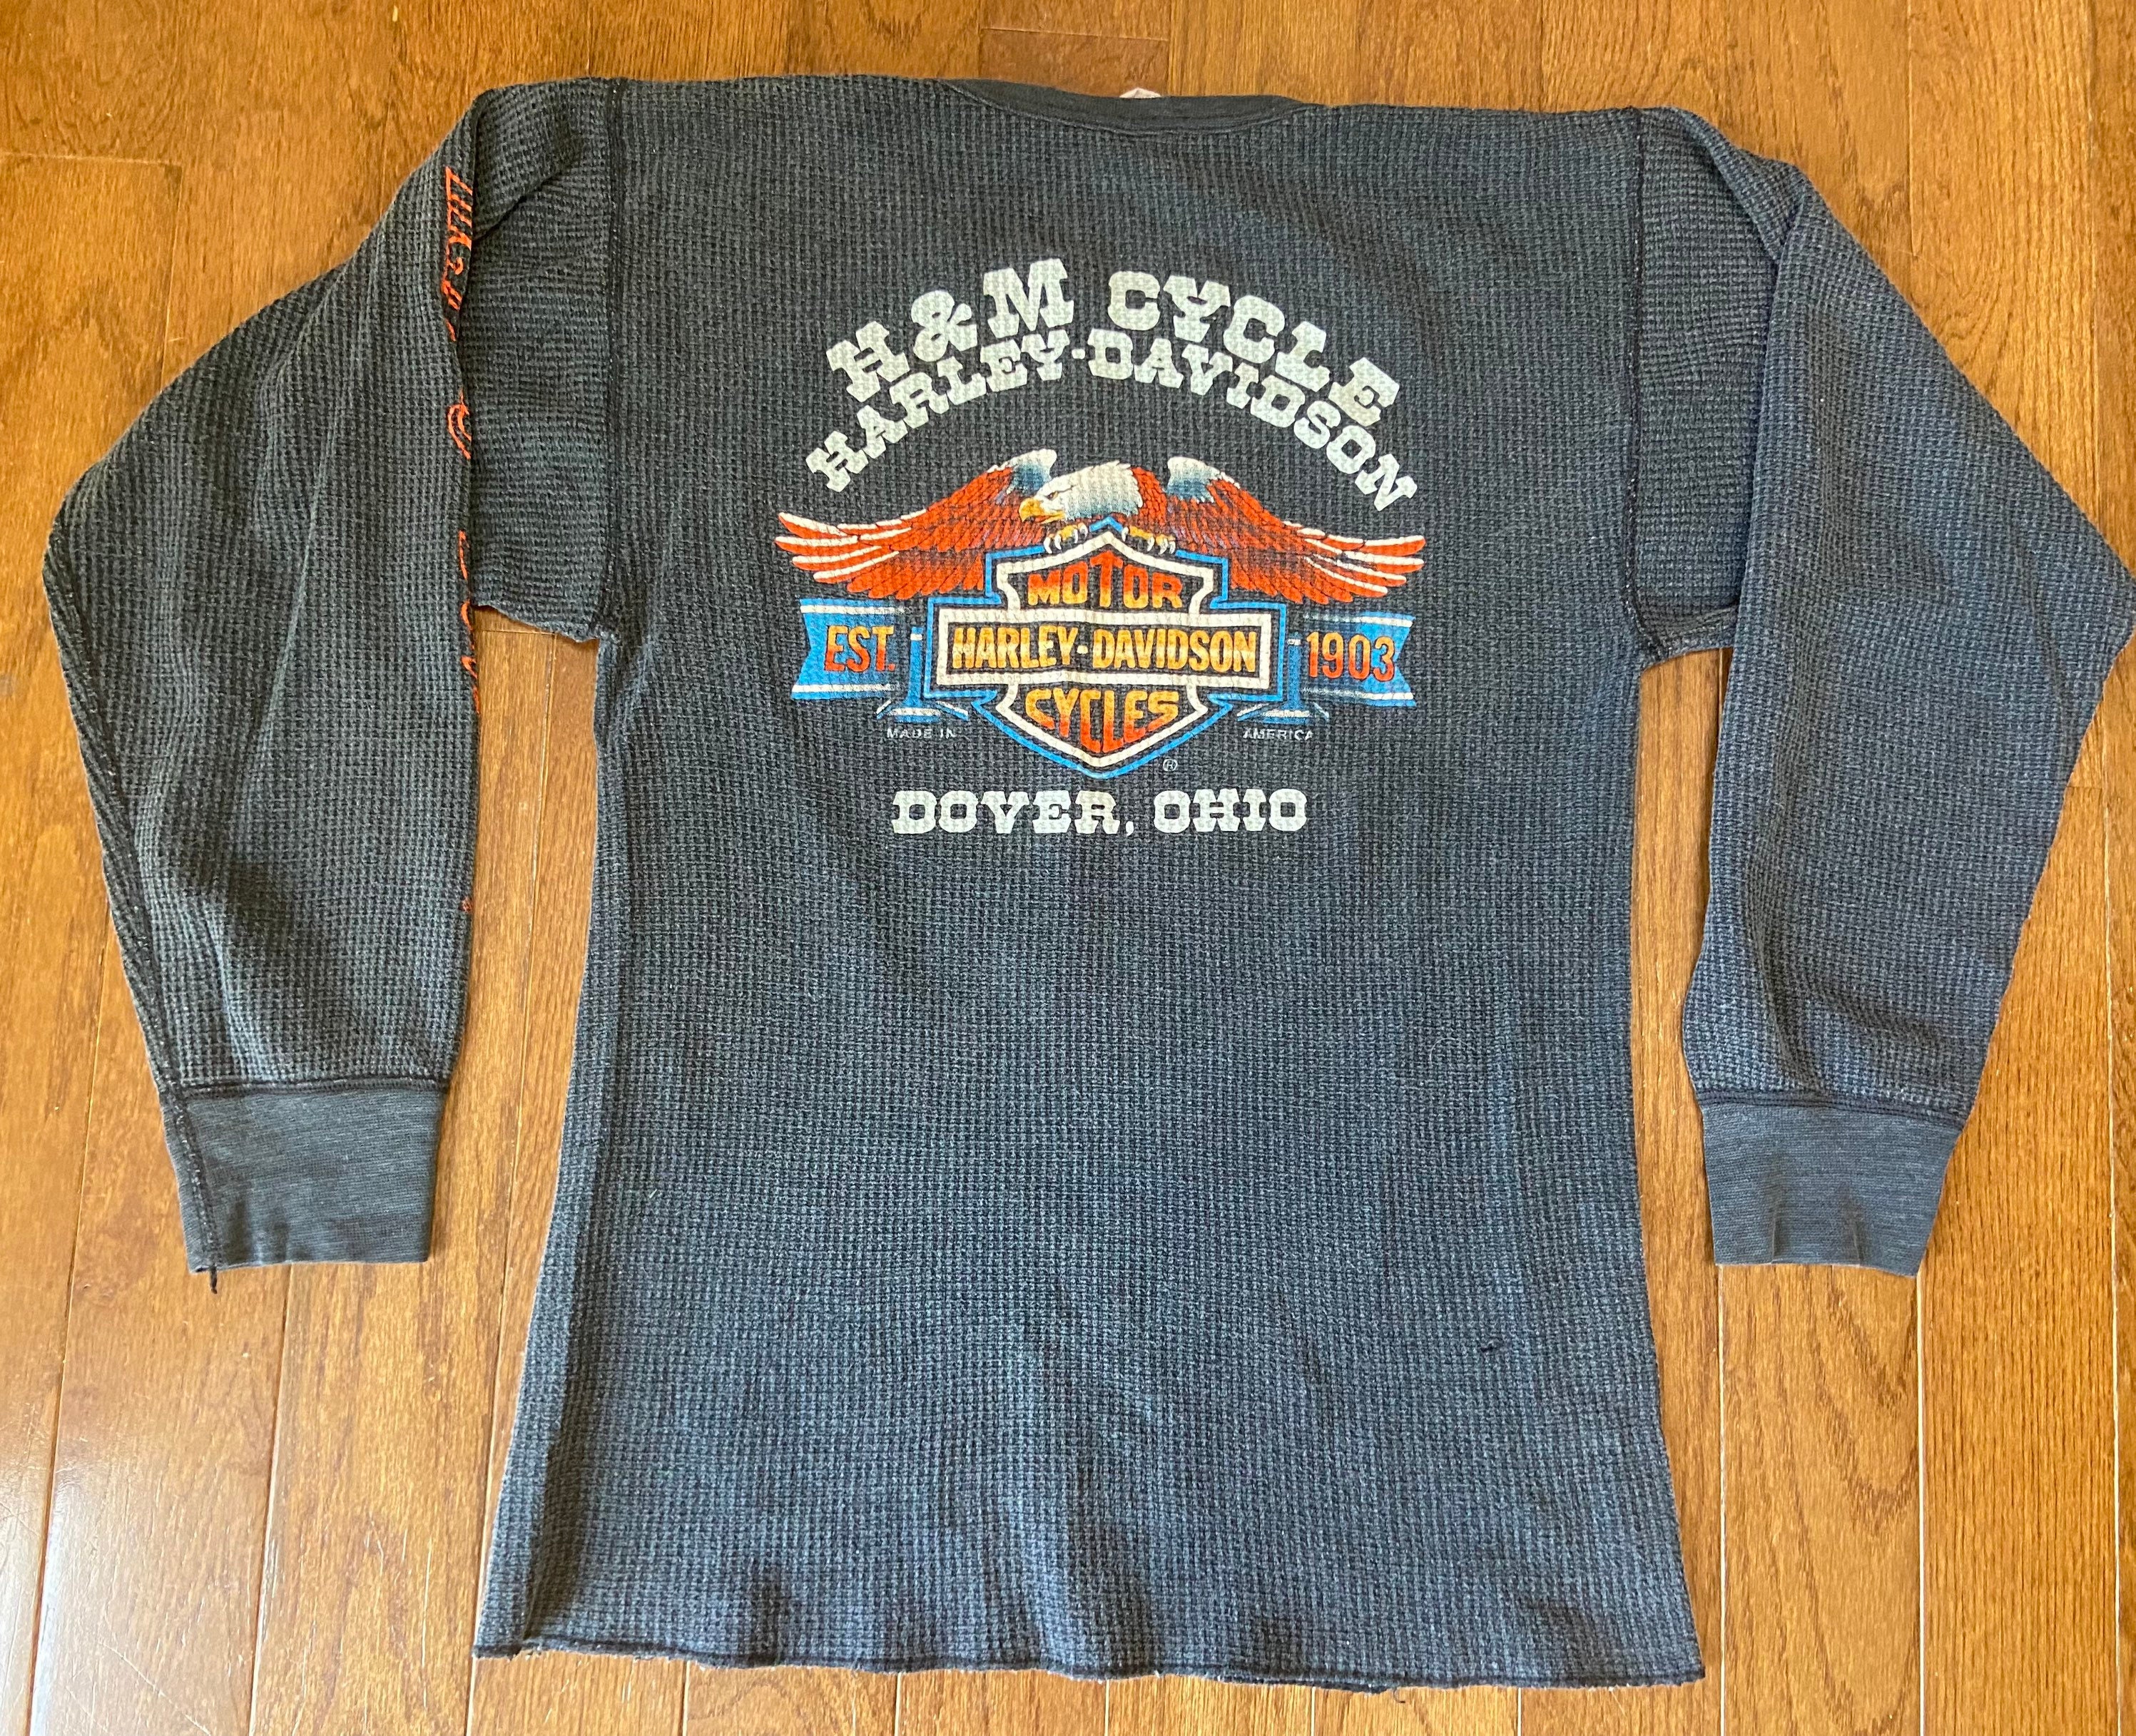 H&M CYCLE
HARLEY-DAVIDSON
MOTOR
EST. HARLEY-DAVIDSON 1903
CYCLES
MADE IN AMERICA
®
DOVER, OHIO